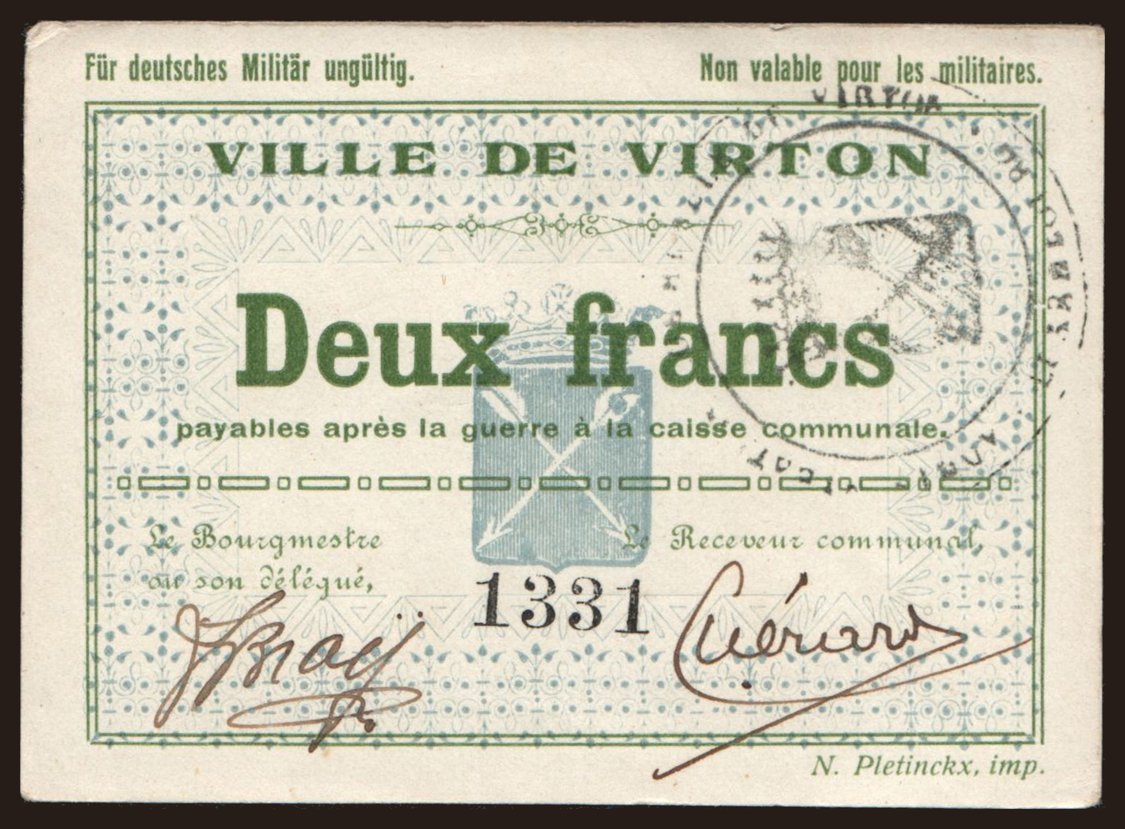 Für deutsches Militär ungültig.
Non valable pour les militaires.
VILLE DE VIRTON
VIRTON
Deux francs
payables après la guerre à la caisse communale.
Le Bourgmestre
ou son délégué,
Le Receveur communal,
1331
N. Pletinckx, imp.